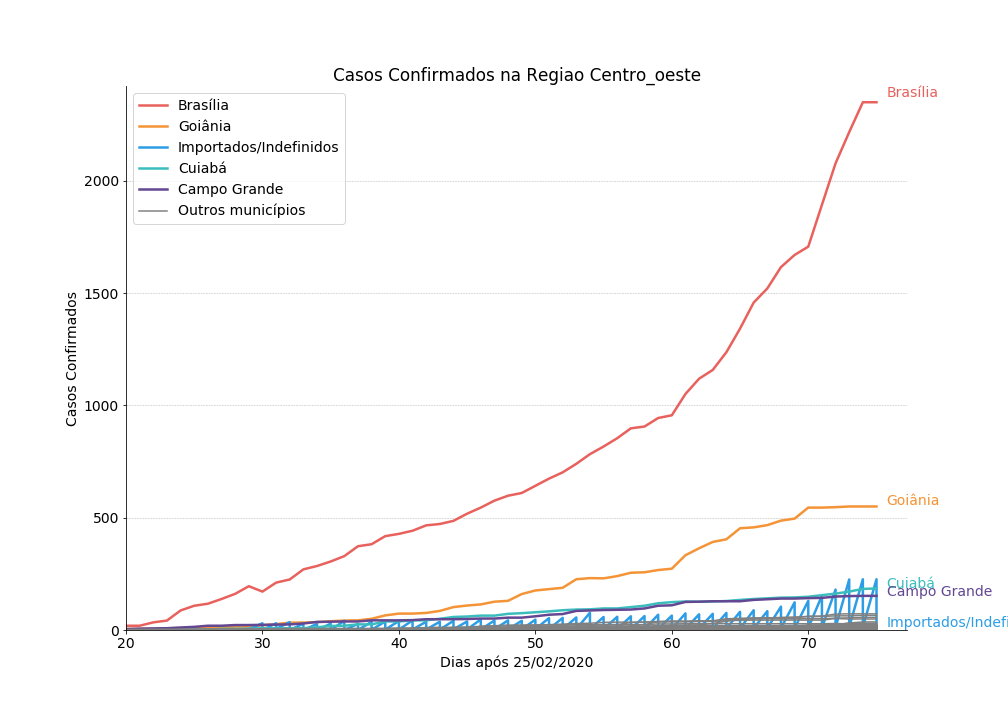 Casos Confirmados na Regiao Centro_oeste
Brasília
Goiânia
Importados/Indefinidos
Cuiabá
Campo Grande
Outros municípios
Casos Confirmados
2000
1500
1000
500
0
20
30
40
50
60
70
Dias após 25/02/2020
Brasília
Goiânia
Cuiabá
Campo Grande
Importados/Indefi